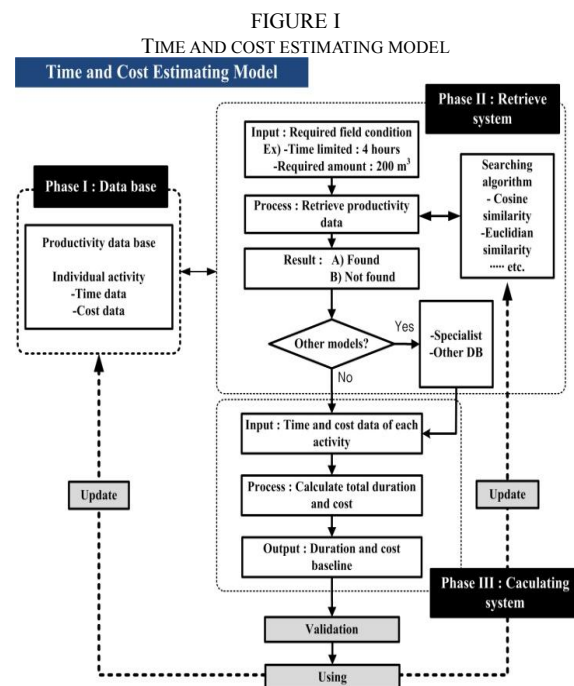 FIGURE I
TIME AND COST ESTIMATING MODEL
Time and Cost Estimating Model
Phase II : Retrieve
system
Input : Required field condition
Ex) -Time limited : 4 hours
-Required amount : 200 m³
Process : Retrieve productivity
data
Result : A) Found
B) Not found
Searching
algorithm
- Cosine
similarity
-Euclidian
similarity
..... etc.
Phase I : Data base
Productivity data base
Individual activity
-Time data
-Cost data
Other models?
Yes
-Specialist
-Other DB
No
Input : Time and cost data of each
activity
Process : Calculate total duration
and cost
Output : Duration and cost
baseline
Update
Update
Phase III : Caculating
system
Validation
Using